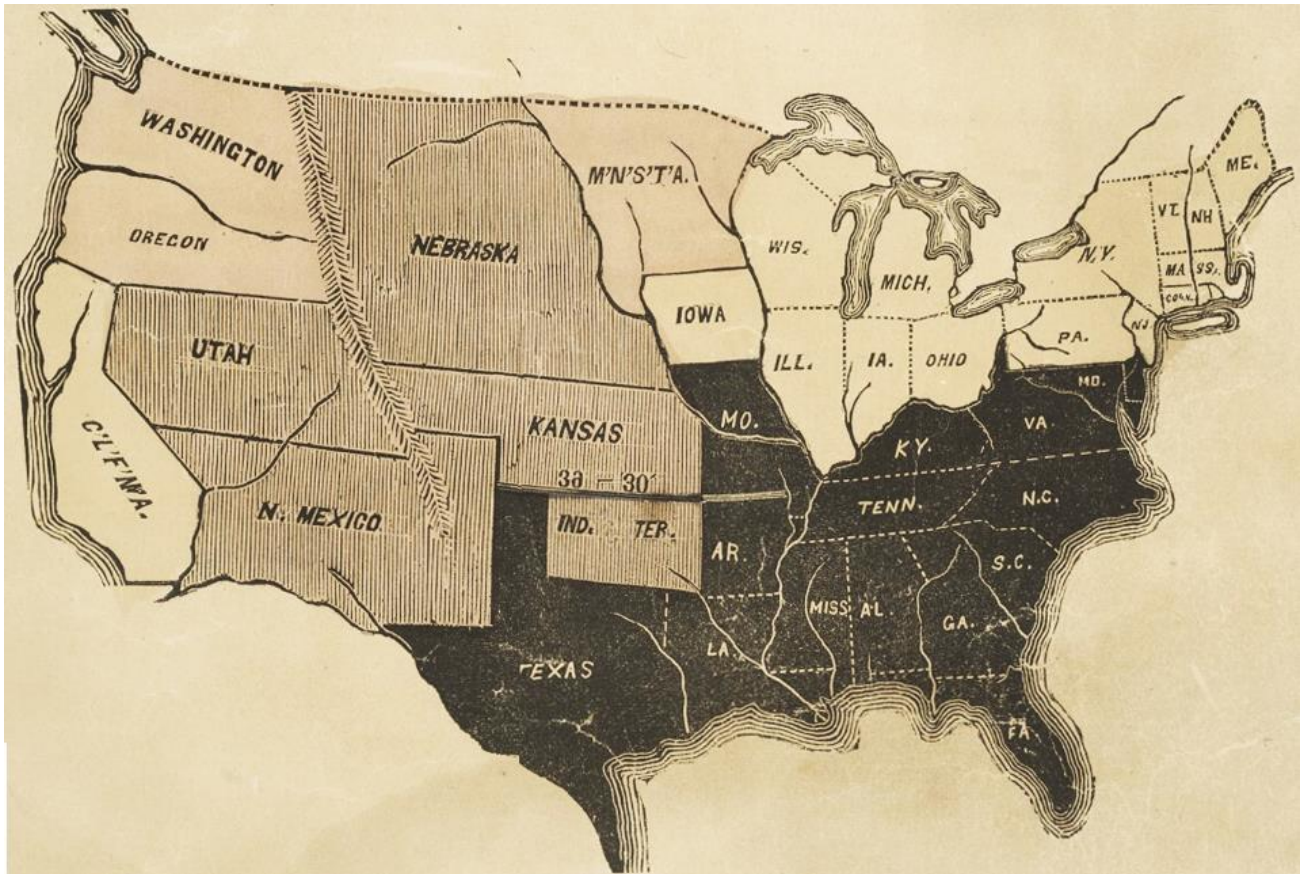 WASHINGTON
OREGON
C'L'F'N'A.
UTAH
N. MEXICO
NEBRASKA
KANSAS
36 — 30'
IND. TER.
M'N'S'T'A.
IOWA
WIS.
MICH.
ILL.
IA.
OHIO
PA.
N.Y.
VT.
NH
ME.
MASS.
CONN.
NJ
MO.
KY.
VA.
MD.
TENN.
N.C.
AR.
S.C.
MISS
AL.
GA.
LA.
TEXAS
FA.